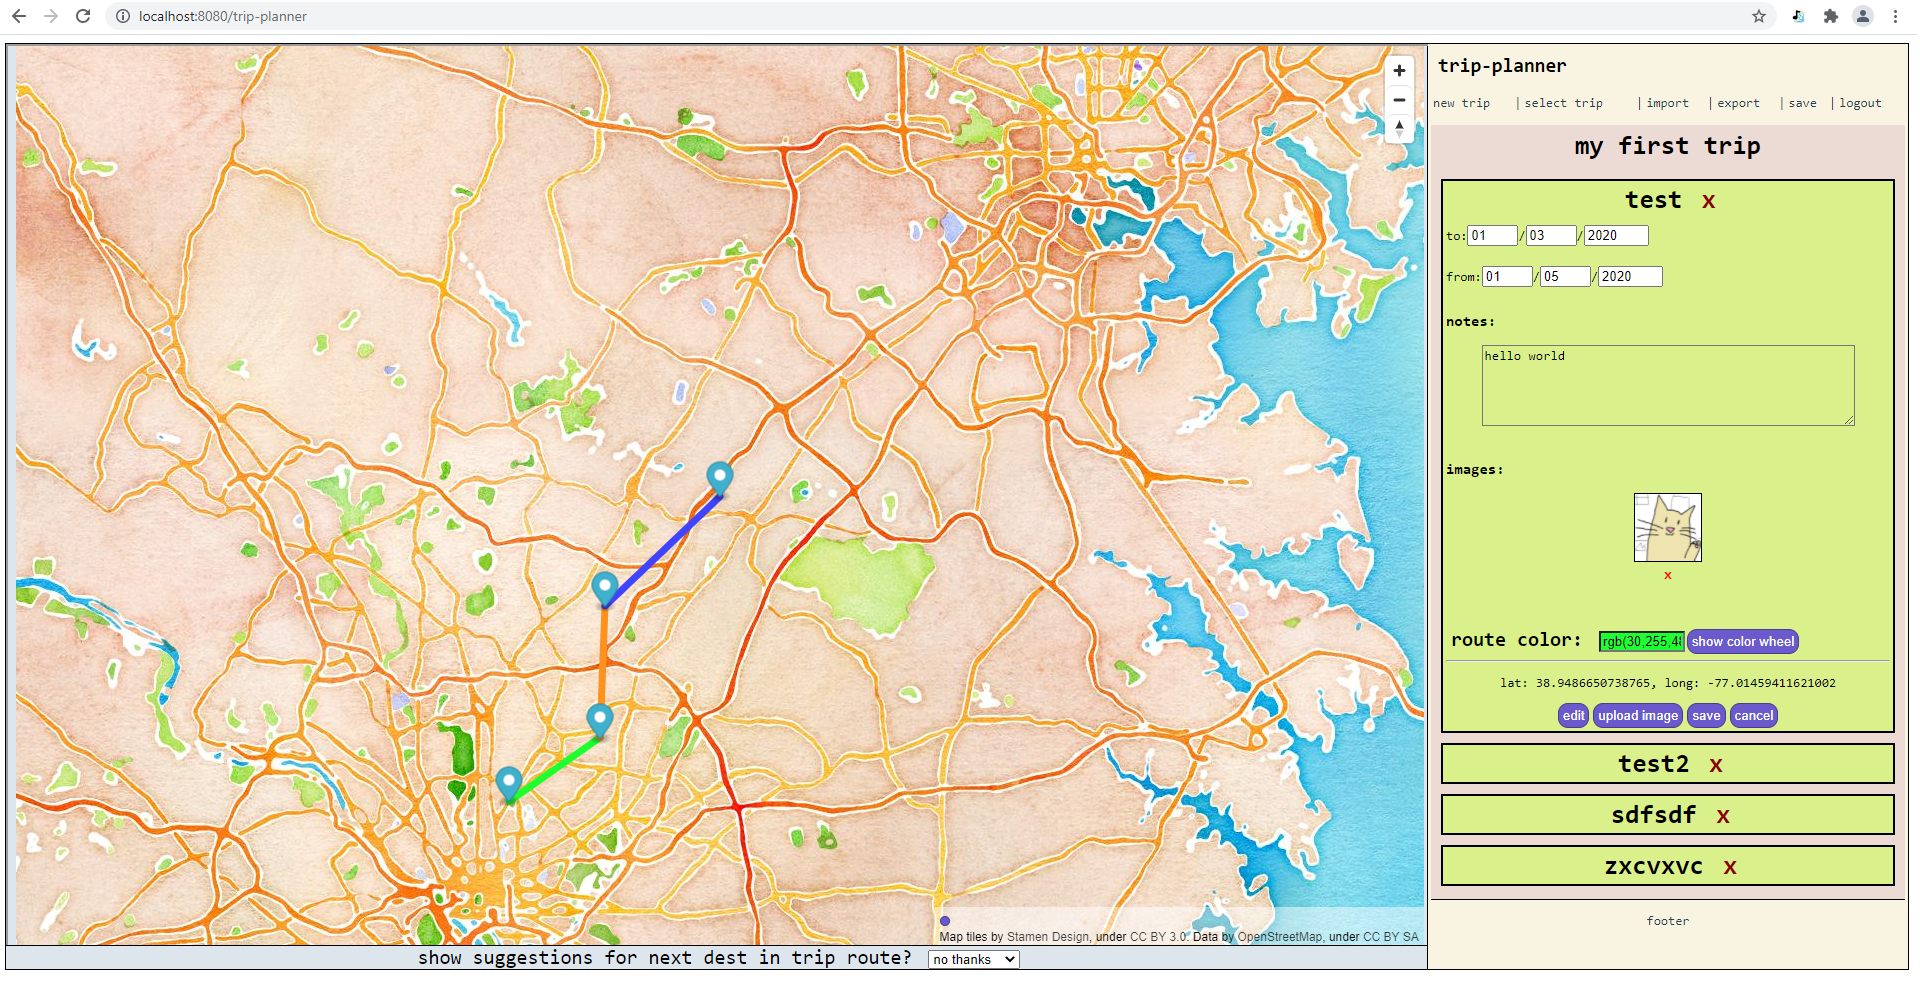 localhost:8080/trip-planner
trip-planner
new trip | select trip | import | export | save | logout
my first trip
test x
to: 01 / 03 / 2020
from: 01 / 05 / 2020
notes:
hello world
images:
x
route color: rgb(30,255,4 show color wheel
lat: 38.9486650738765, long: -77.01459411621002
edit upload image save cancel
test2 x
sdfsdf x
zxcvxvc x
footer
Map tiles by Stamen Design, under CC BY 3.0. Data by OpenStreetMap, under CC BY SA
show suggestions for next dest in trip route? no thanks